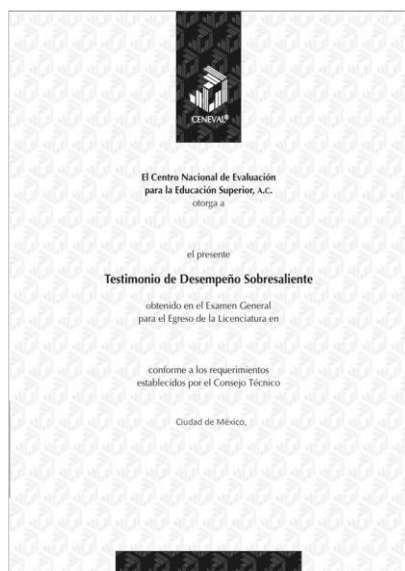 CENEVAL®
El Centro Nacional de Evaluación
para la Educación Superior, A.C.
otorga a
el presente
Testimonio de Desempeño Sobresaliente
obtenido en el Examen General
para el Egreso de la Licenciatura en
conforme a los requerimientos
establecidos por el Consejo Técnico
Ciudad de México,